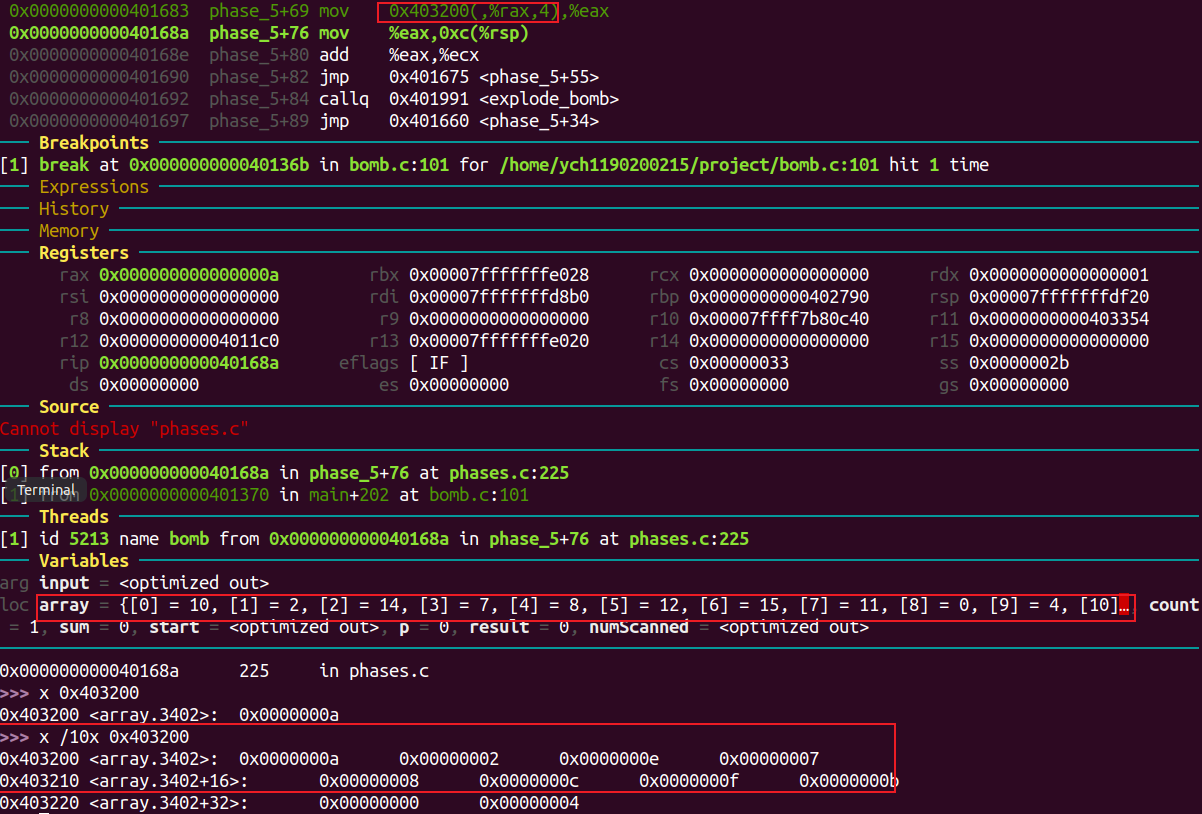 0x0000000000401683 phase_5+69 mov 0x403200(,%rax,4),%eax
0x000000000040168a phase_5+76 mov %eax,0xc(%rsp)
0x000000000040168e phase_5+80 add %eax,%ecx
0x0000000000401690 phase_5+82 jmp 0x401675 <phase_5+55>
0x0000000000401692 phase_5+84 callq 0x401991 <explode_bomb>
0x0000000000401697 phase_5+89 jmp 0x401660 <phase_5+34>
Breakpoints
[1] break at 0x000000000040136b in bomb.c:101 for /home/ych1190200215/project/bomb.c:101 hit 1 time
Expressions
History
Memory
Registers
rax 0x000000000000000a rbx 0x00007fffffffe028 rcx 0x0000000000000000 rdx 0x0000000000000001
rsi 0x0000000000000000 rdi 0x00007fffffffd8b0 rbp 0x0000000000402790 rsp 0x00007fffffffdf20
r8 0x0000000000000000 r9 0x0000000000000000 r10 0x00007ffff7b80c40 r11 0x0000000000403354
r12 0x00000000004011c0 r13 0x00007fffffffe020 r14 0x0000000000000000 r15 0x0000000000000000
rip 0x000000000040168a eflags [ IF ] cs 0x00000033 ss 0x0000002b
ds 0x00000000 es 0x00000000 fs 0x00000000 gs 0x00000000
Source
Cannot display "phases.c"
Stack
[0] from 0x000000000040168a in phase_5+76 at phases.c:225
Terminal
[1] from 0x0000000000401370 in main+202 at bomb.c:101
Threads
[1] id 5213 name bomb from 0x000000000040168a in phase_5+76 at phases.c:225
Variables
arg input = <optimized out>
loc array = {[0] = 10, [1] = 2, [2] = 14, [3] = 7, [4] = 8, [5] = 12, [6] = 15, [7] = 11, [8] = 0, [9] = 4, [10]… count
= 1, sum = 0, start = <optimized out>, p = 0, result = 0, numScanned = <optimized out>
0x000000000040168a 225 in phases.c
>>> x 0x403200
0x403200 <array.3402>: 0x0000000a
>>> x /10x 0x403200
0x403200 <array.3402>: 0x0000000a 0x00000002 0x0000000e 0x00000007
0x403210 <array.3402+16>: 0x00000008 0x0000000c 0x0000000f 0x0000000b
0x403220 <array.3402+32>: 0x00000000 0x00000004